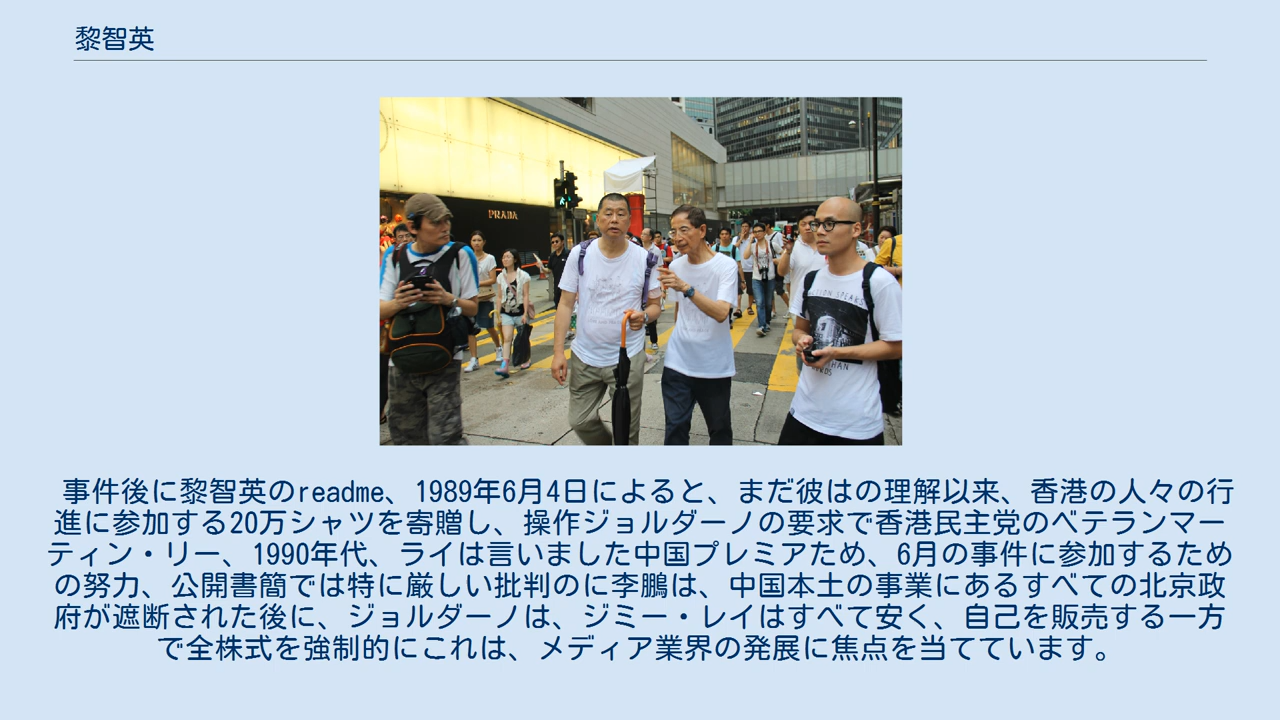 黎智英
PRADA
事件後に黎智英のreadme、1989年6月4日によると、まだ彼はの理解以来、香港の人々の行
進に参加する20万シャツを寄贈し、操作ジョルダーノの要求で香港民主党のベテランマー
ティン・リー、1990年代、ライは言いました中国プレミアため、6月の事件に参加するため
の努力、公開書簡では特に厳しい批判のに李鵬は、中国本土の事業にあるすべての北京政
府が遮断された後に、ジョルダーノは、ジミー・レイはすべて安く、自己を販売する一方
で全株式を強制的にこれは、メディア業界の発展に焦点を当てています。